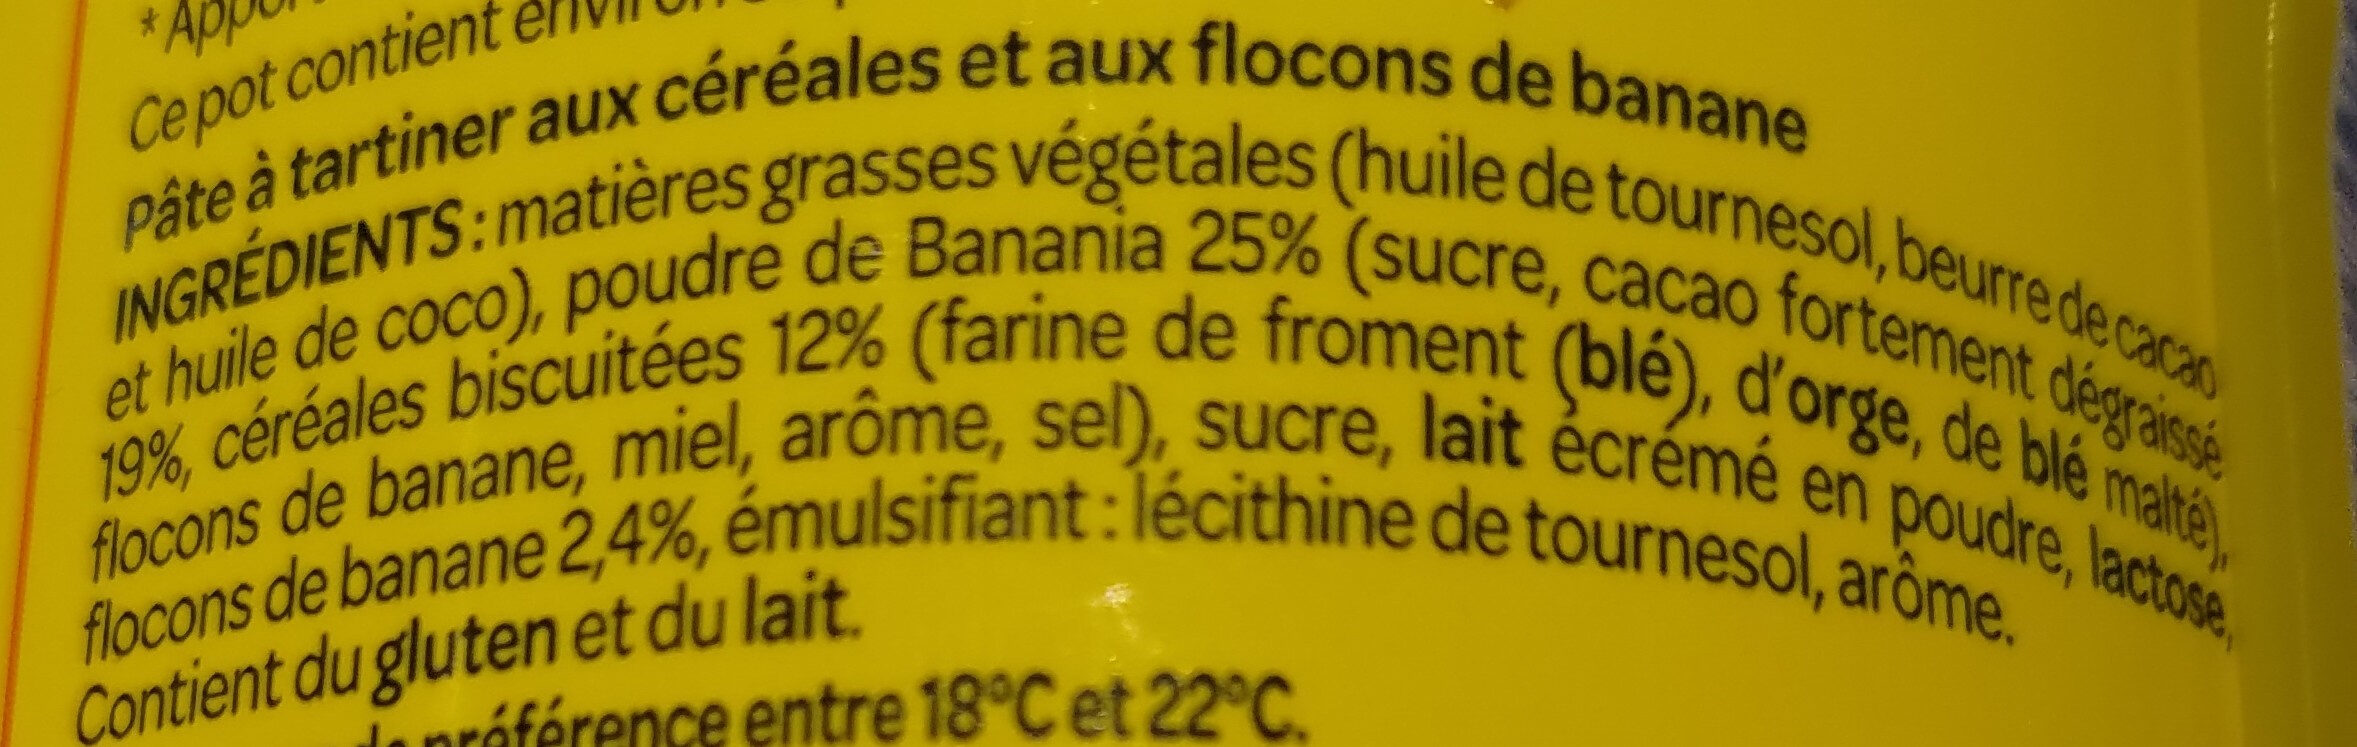 Ce pot contient
Pâte à tartiner aux céréales et aux flocons de banane
INGRÉDIENTS : matières grasses végétales (huile de tournesol, beurre de cacao
et huile de coco), poudre de Banania 25% (sucre, cacao fortement dégraissé
19%, céréales biscuitées 12% (farine de froment (blé), d'orge, de blé malté),
flocons de banane, miel, arôme, sel), sucre, lait écrémé en poudre, lactose,
flocons de banane 2,4%, émulsifiant : lécithine de tournesol, arôme.
Contient du gluten et du lait.
préférence entre 18°C et 22°C.